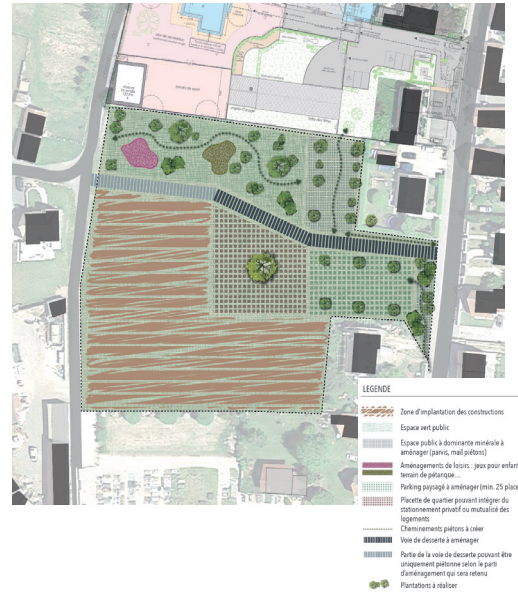 LEGENDE
Zone d'implantation des constructions
Espace vert public
Espace public à dominante minérale à
aménager (parvis, mail piétons)
Aménagements de loisirs : jeux pour enfant
terrain de pétanque....
Parking paysagé à aménager (min. 25 place
Placette de quartier pouvant intégrer du
stationnement privatif ou mutualisé des
logements
Cheminements piétons à créer
Voie de desserte à aménager
Partie de la voie de desserte pouvant être
uniquement piétonne selon le parti
d'aménagement qui sera retenu
Plantations à réaliser